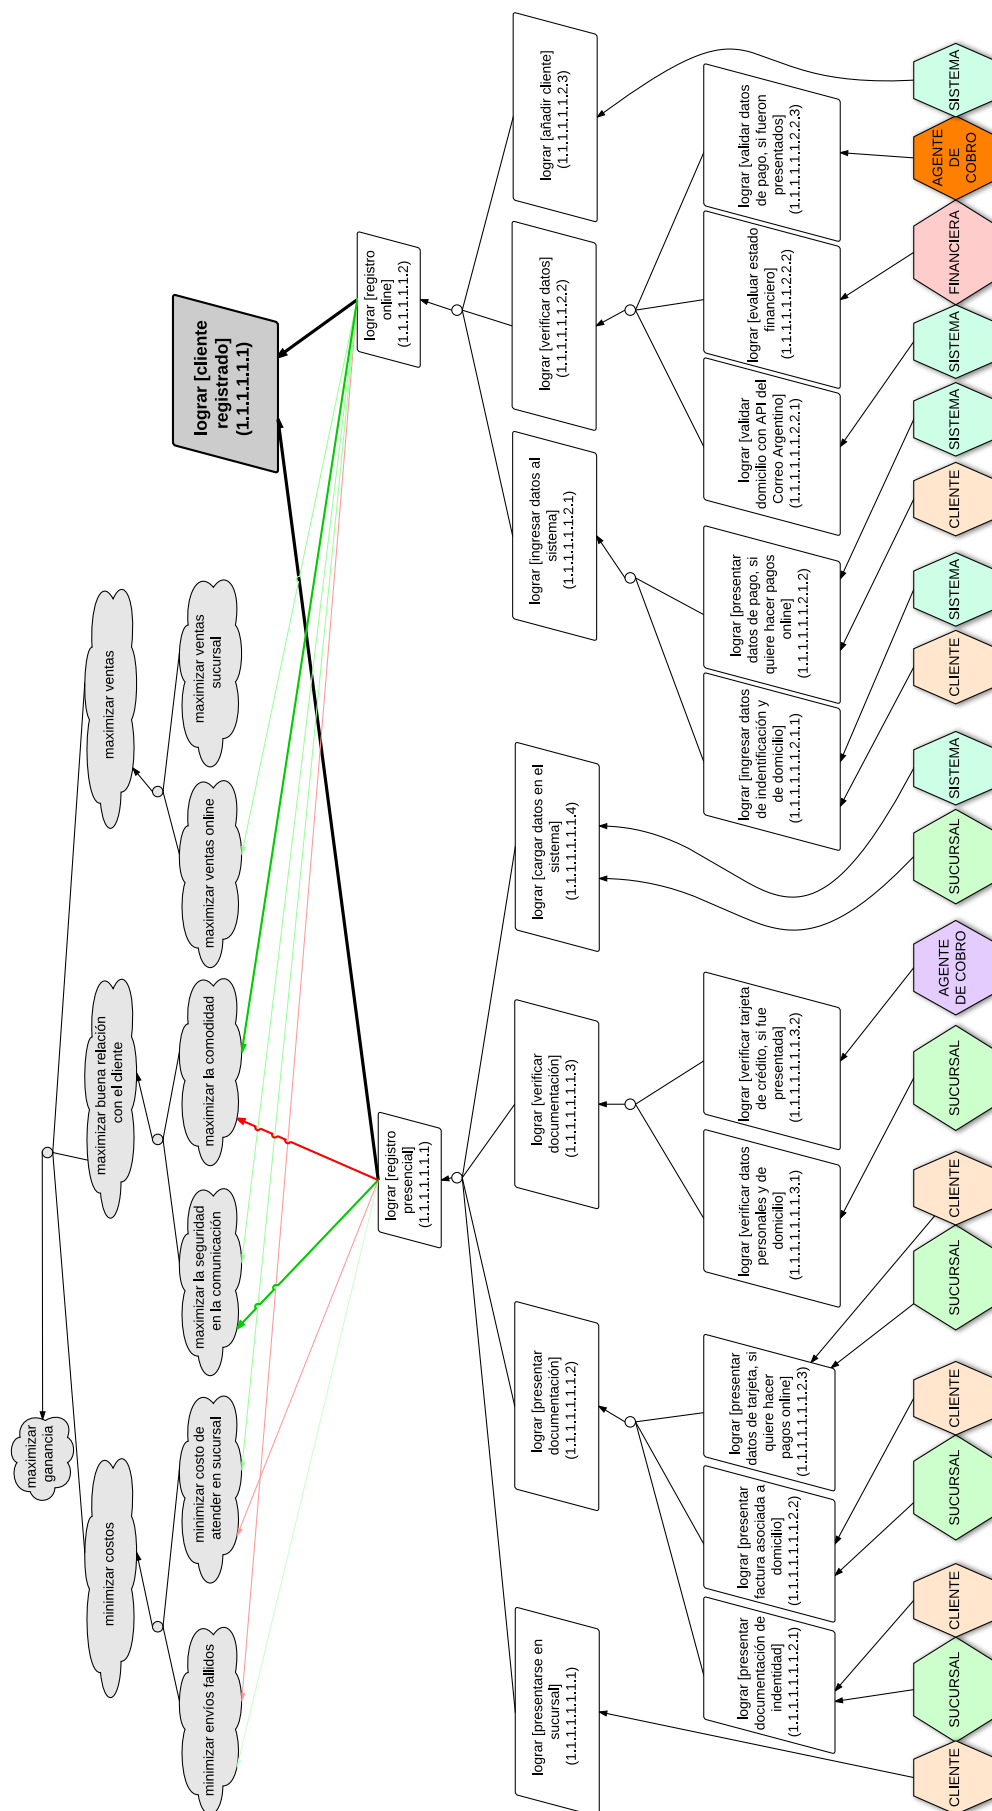 maximizar
ganancia
minimizar costos
maximizar buena relación
con el cliente
maximizar ventas
minimizar envíos fallidos
minimizar costo de
atender en sucursal
maximizar la seguridad
en la comunicación
maximizar la comodidad
maximizar ventas online
maximizar ventas
sucursal
lograr [cliente
registrado]
(1.1.1.1.1.1)
lograr [registro
presencial]
(1.1.1.1.1.1.1)
lograr [registro
online]
(1.1.1.1.1.1.2)
lograr [presentarse en
sucursal]
(1.1.1.1.1.1.1.1)
lograr [presentar
documentación]
(1.1.1.1.1.1.1.2)
lograr [verificar
documentación]
(1.1.1.1.1.1.1.3)
lograr [cargar datos en el
sistema]
(1.1.1.1.1.1.1.4)
lograr [ingresar datos al
sistema]
(1.1.1.1.1.1.2.1)
lograr [verificar datos]
(1.1.1.1.1.1.2.2)
lograr [añadir cliente]
(1.1.1.1.1.1.2.3)
lograr [presentar
documentación de
indentidad]
(1.1.1.1.1.1.1.2.1)
lograr [presentar
factura asociada a
domicilio]
(1.1.1.1.1.1.1.2.2)
lograr [presentar
datos de tarjeta, si
quiere hacer
pagos online]
(1.1.1.1.1.1.1.2.3)
lograr [verificar datos
personales y de
domicilio]
(1.1.1.1.1.1.1.3.1)
lograr [verificar tarjeta
de crédito, si fue
presentada]
(1.1.1.1.1.1.1.3.2)
lograr [ingresar datos
de indentificación y
de domicilio]
(1.1.1.1.1.1.2.1.1)
lograr [presentar
datos de pago, si
quiere hacer pagos
online]
(1.1.1.1.1.1.2.1.2)
lograr [validar
domicilio con API del
Correo Argentino]
(1.1.1.1.1.1.2.2.1)
lograr [evaluar estado
financiero]
(1.1.1.1.1.1.2.2.2)
lograr [validar datos
de pago, si fueron
presentados]
(1.1.1.1.1.1.2.2.3)
CLIENTE
SUCURSAL
CLIENTE
SUCURSAL
CLIENTE
SUCURSAL
CLIENTE
SUCURSAL
AGENTE
DE COBRO
SUCURSAL
SISTEMA
CLIENTE
SISTEMA
CLIENTE
SISTEMA
SISTEMA
FINANCIERA
AGENTE
DE
COBRO
SISTEMA